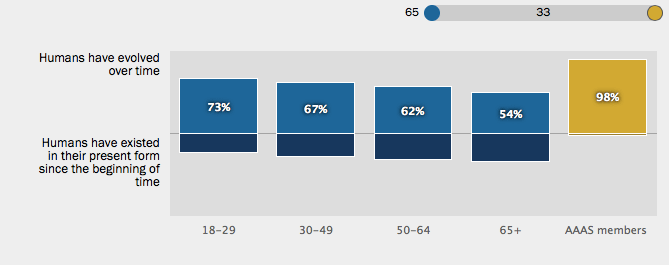 65 33
Humans have evolved
over time
73%
67%
62%
54%
98%
Humans have existed
in their present form
since the beginning of
time
18-29
30-49
50-64
65+
AAAS members